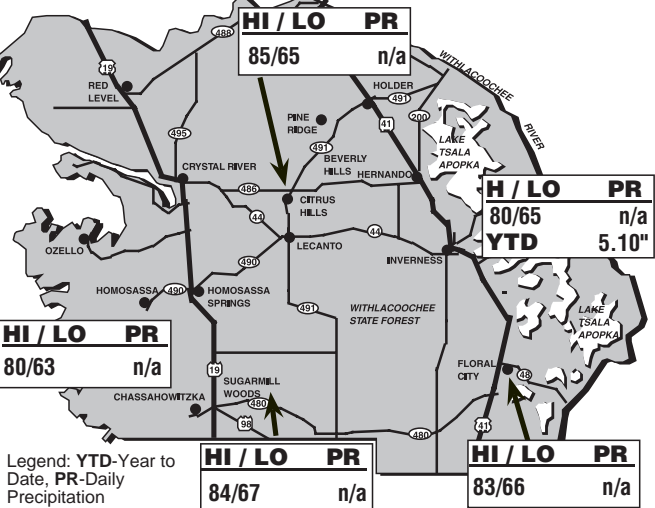 HI / LO PR
85/65 n/a
488
WITHLACOOCHEE
RIVER
19
RED
LEVEL
HOLDER
491
41
200
PINE
RIDGE
495
491
LAKE
TSALA
APOPKA
BEVERLY
HILLS
HERNANDO
CRYSTAL RIVER
486
CITRUS
HILLS
HI / LO PR
80/65 n/a
YTD 5.10"
44
44
OZELLO
LECANTO
INVERNESS
490
HOMOSASSA
490
HOMOSASSA
SPRINGS
491
WITHLACOOCHEE
STATE FOREST
LAKE
TSALA
APOPKA
HI / LO PR
80/63 n/a
19
FLORAL
CITY
48
SUGARMILL
WOODS
CHASSAHOWITZKA
480
98
480
41
HI / LO PR
84/67 n/a
HI / LO PR
83/66 n/a
Legend: YTD-Year to
Date, PR-Daily
Precipitation